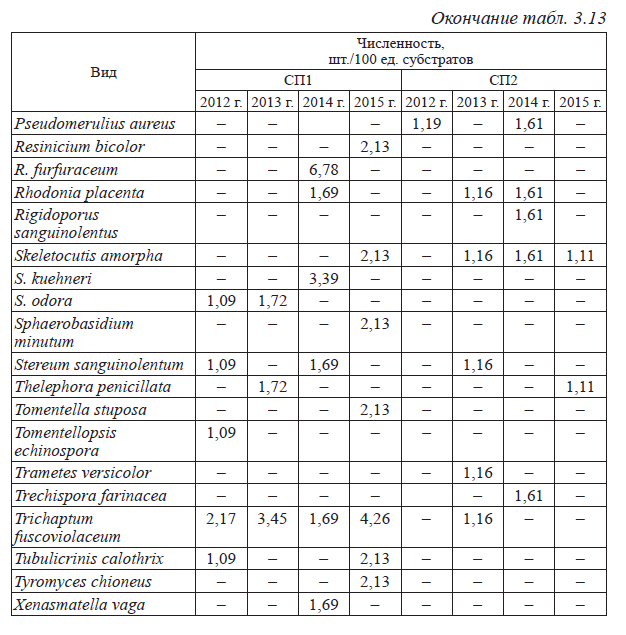 Окончание табл. 3.13
Вид
Численность,
шт./100 ед. субстратов
СП1 СП2
2012 г. 2013 г. 2014 г. 2015 г. 2012 г. 2013 г. 2014 г. 2015 г.
Pseudomerulius aureus – – – 1,19 – 1,61 –
Resinicium bicolor – – – 2,13 – – – –
R. furfuraceum – – 6,78 – – – – –
Rhodonia placenta – – 1,69 – – 1,16 1,61 –
Rigidoporus
sanguinolentus – – – – – – 1,61 –
Skeletocutis amorpha – – – 2,13 – 1,16 1,61 1,11
S. kuehneri – – 3,39 – – – – –
S. odora 1,09 1,72 – – – – – –
Sphaerobasidium
minutum – – – 2,13 – – – –
Stereum sanguinolentum 1,09 – 1,69 – – 1,16 – –
Thelephora penicillata – 1,72 – – – – – 1,11
Tomentella stuposa – – – 2,13 – – – –
Tomentellopsis
echinospora 1,09 – – – – – – –
Trametes versicolor – – – – – 1,16 – –
Trechispora farinacea – – – – – 1,61 –
Trichaptum
fuscoviolaceum 2,17 3,45 1,69 4,26 – 1,16 – –
Tubulicrinis calothrix 1,09 – – 2,13 – – – –
Tyromyces chioneus – – – 2,13 – – – –
Xenasmatella vaga – – 1,69 – – – – –